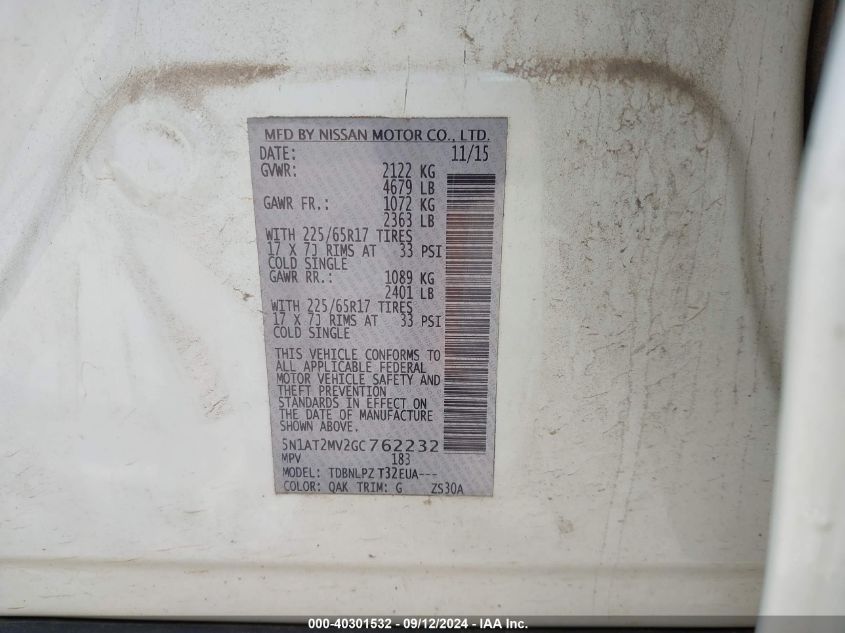 MFD BY NISSAN MOTOR CO., LTD.
DATE: 11/15
GVWR: 2122 KG
4679 LB
GAWR FR.: 1072 KG
2363 LB
WITH 225/65R17 TIRES
17 X 7J RIMS AT 33 PSI
COLD SINGLE
GAWR RR.: 1089 KG
2401 LB
WITH 225/65R17 TIRES
17 X 7J RIMS AT 33 PSI
COLD SINGLE
THIS VEHICLE CONFORMS TO
ALL APPLICABLE FEDERAL
MOTOR VEHICLE SAFETY AND
THEFT PREVENTION
STANDARDS IN EFFECT ON
THE DATE OF MANUFACTURE
SHOWN ABOVE.
5N1AT2MV2GC762232
MPV 183
MODEL: TDBNLPZ T32EUA---
COLOR: QAK TRIM: G ZS30A
000-40301532 - 09/12/2024 - IAA Inc.